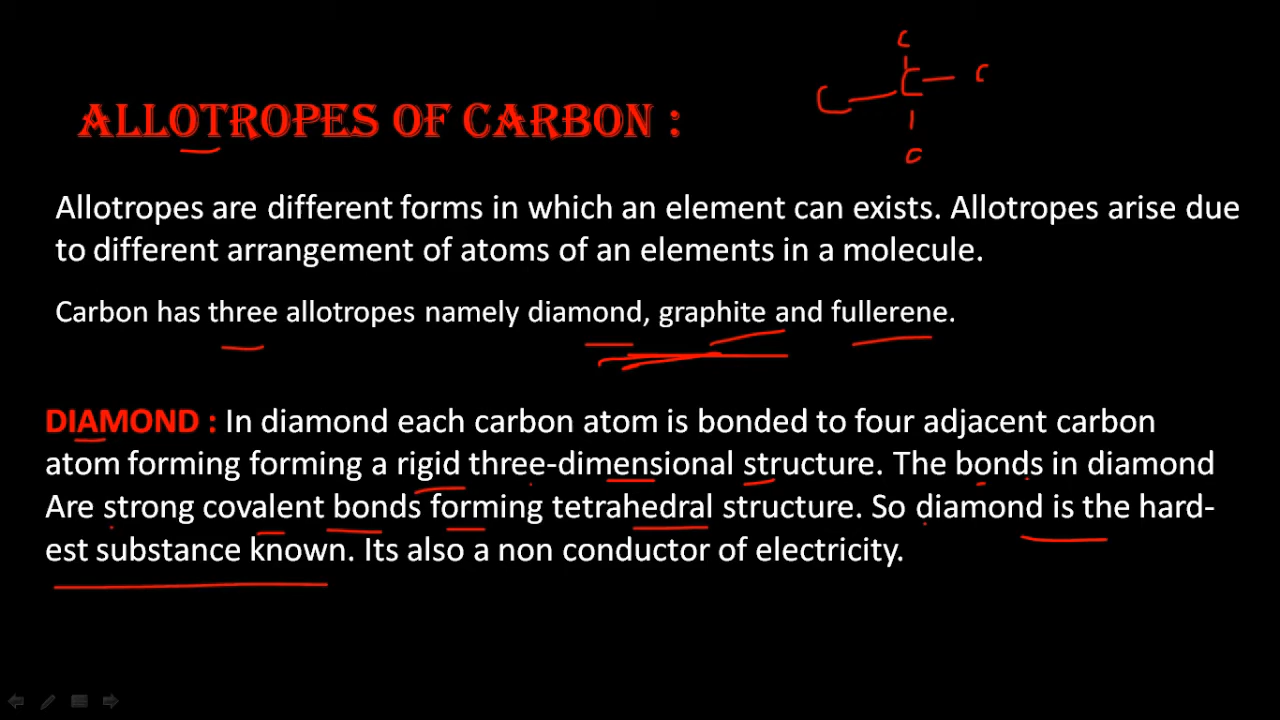 C
C C C
ALLOTROPES OF CARBON :
C
Allotropes are different forms in which an element can exists. Allotropes arise due
to different arrangement of atoms of an elements in a molecule.
Carbon has three allotropes namely diamond, graphite and fullerene.
DIAMOND : In diamond each carbon atom is bonded to four adjacent carbon
atom forming forming a rigid three-dimensional structure. The bonds in diamond
Are strong covalent bonds forming tetrahedral structure. So diamond is the hard-
est substance known. Its also a non conductor of electricity.